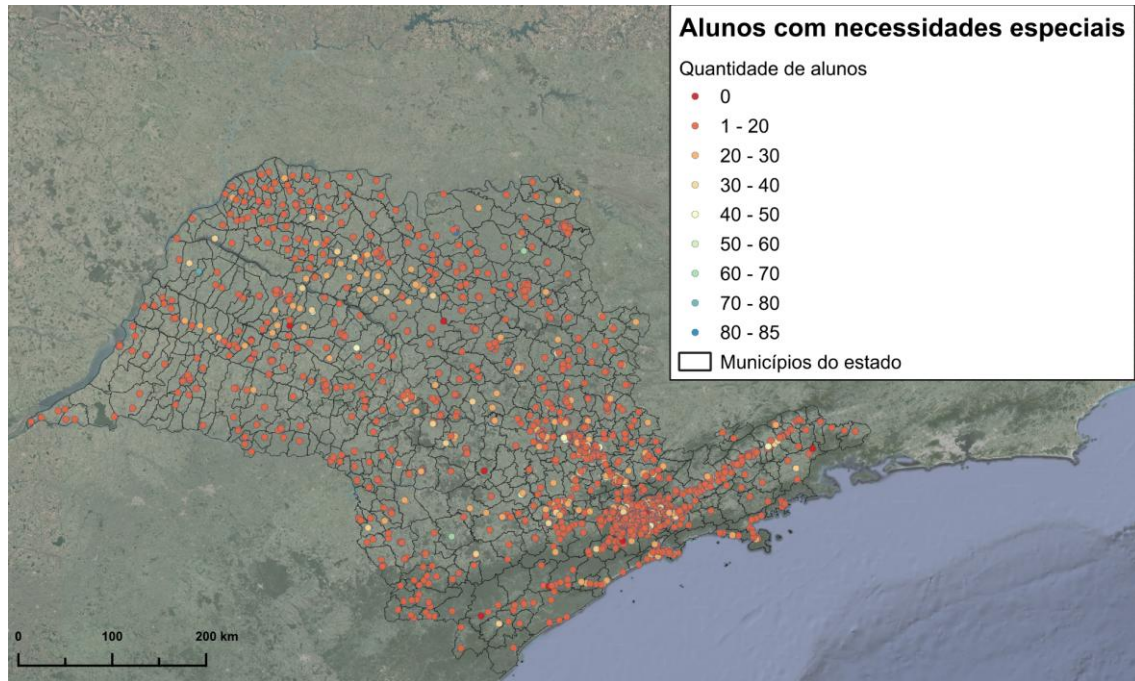 Alunos com necessidades especiais
Quantidade de alunos
0
1 - 20
20 - 30
30 - 40
40 - 50
50 - 60
60 - 70
70 - 80
80 - 85
Municípios do estado
0 100 200 km